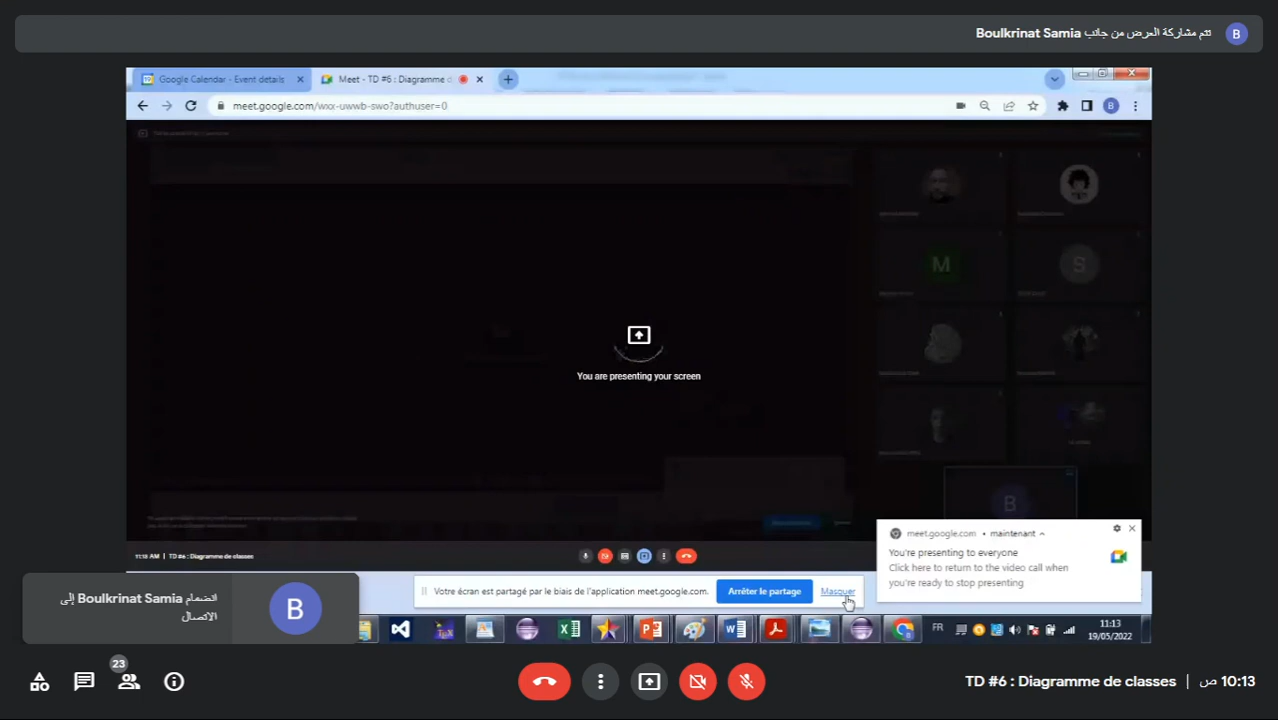 تتم مشاركة العرض من جانب Boulkrinat Samia
B
Google Calendar - Event details
Meet - TD #6 : Diagramme d
meet.google.com/wxx-uwwb-swo?authuser=0
B
M
S
You are presenting your screen
B
meet.google.com • maintenant
You're presenting to everyone
Click here to return to the video call when
you're ready to stop presenting
11:13 AM | TD #6 : Diagramme de classes
انضمام Boulkrinat Samia إلى
الاتصال
B
Votre écran est partagé par le biais de l'application meet.google.com.
Arrêter le partage
Masquer
FR
11:13
19/05/2022
23
TD #6 : Diagramme de classes | 10:13 ص